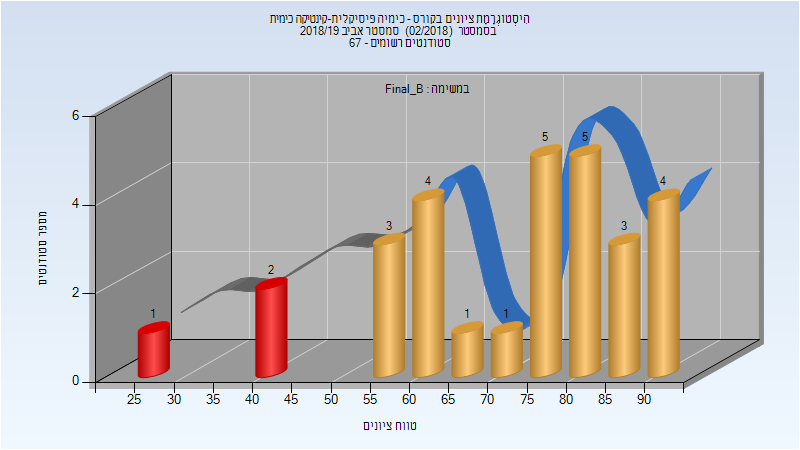 היסטוגרמת ציונים בקורס - כימיה פיסיקלית-קינטיקה כימית
בסמסטר (02/2018) סמסטר אביב 2018/19
סטודנטים רשומים - 67
במשימה : Final_B
מספר סטודנטים
6
4
2
0
1
2
3
4
1
1
5
5
3
4
25 30 35 40 45 50 55 60 65 70 75 80 85 90
טווח ציונים